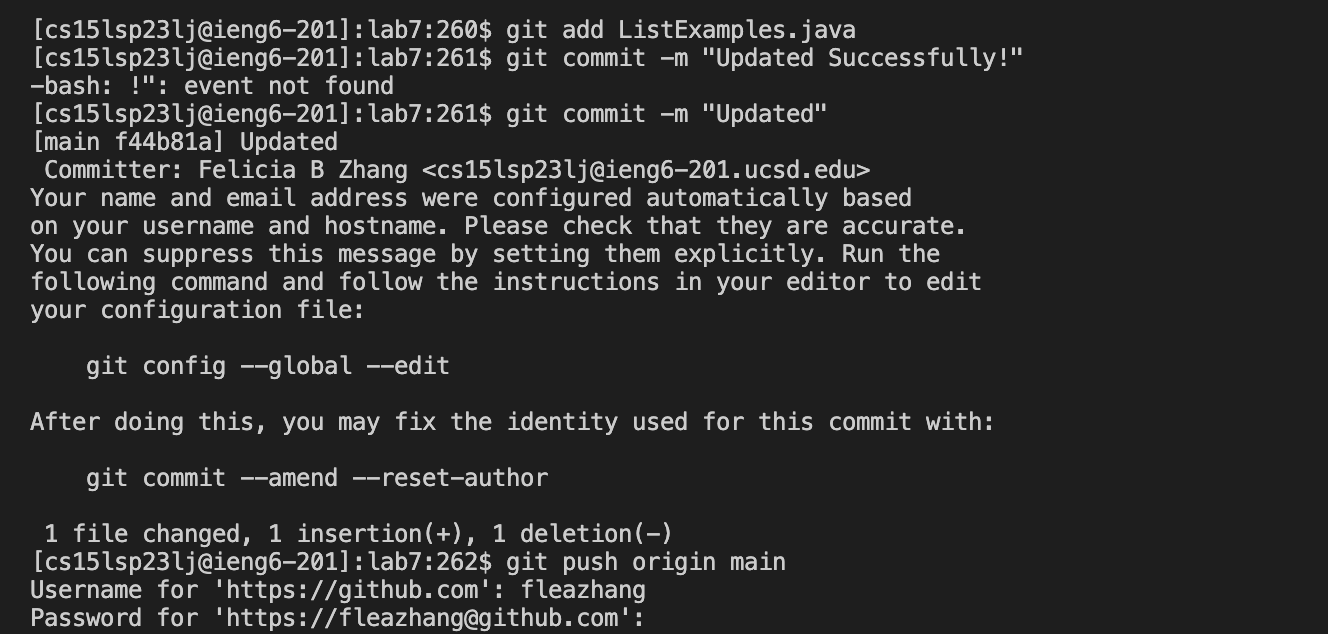 [cs15lsp23lj@ieng6-201]:lab7:260$ git add ListExamples.java
[cs15lsp23lj@ieng6-201]:lab7:261$ git commit -m "Updated Successfully!"
-bash: !": event not found
[cs15lsp23lj@ieng6-201]:lab7:261$ git commit -m "Updated"
[main f44b81a] Updated
 Committer: Felicia B Zhang <cs15lsp23lj@ieng6-201.ucsd.edu>
Your name and email address were configured automatically based
on your username and hostname. Please check that they are accurate.
You can suppress this message by setting them explicitly. Run the
following command and follow the instructions in your editor to edit
your configuration file:

    git config --global --edit

After doing this, you may fix the identity used for this commit with:

    git commit --amend --reset-author

 1 file changed, 1 insertion(+), 1 deletion(-)
[cs15lsp23lj@ieng6-201]:lab7:262$ git push origin main
Username for 'https://github.com': fleazhang
Password for 'https://fleazhang@github.com':